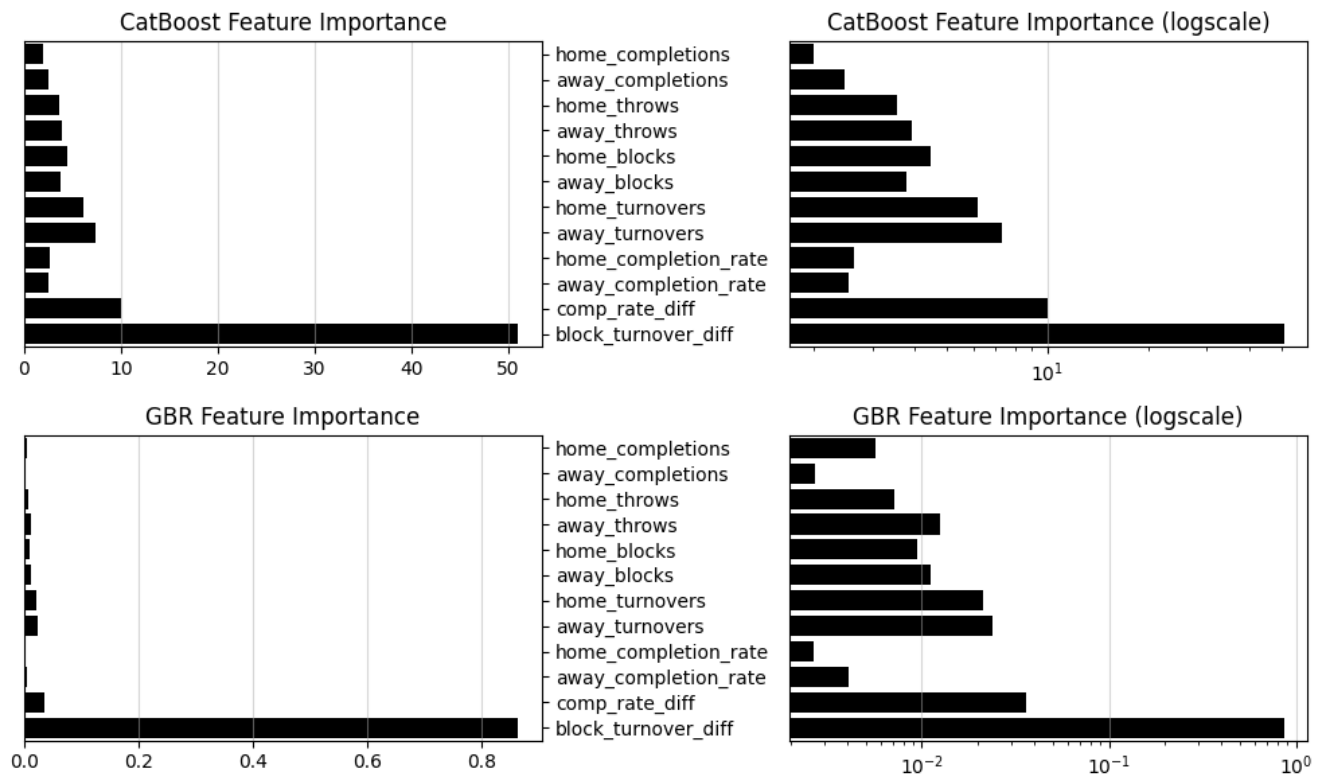 CatBoost Feature Importance
home_completions
away_completions
home_throws
away_throws
home_blocks
away_blocks
home_turnovers
away_turnovers
home_completion_rate
away_completion_rate
comp_rate_diff
block_turnover_diff
0 10 20 30 40 50
CatBoost Feature Importance (logscale)
10^1
GBR Feature Importance
home_completions
away_completions
home_throws
away_throws
home_blocks
away_blocks
home_turnovers
away_turnovers
home_completion_rate
away_completion_rate
comp_rate_diff
block_turnover_diff
0.0 0.2 0.4 0.6 0.8
GBR Feature Importance (logscale)
10^−2 10^−1 10^0